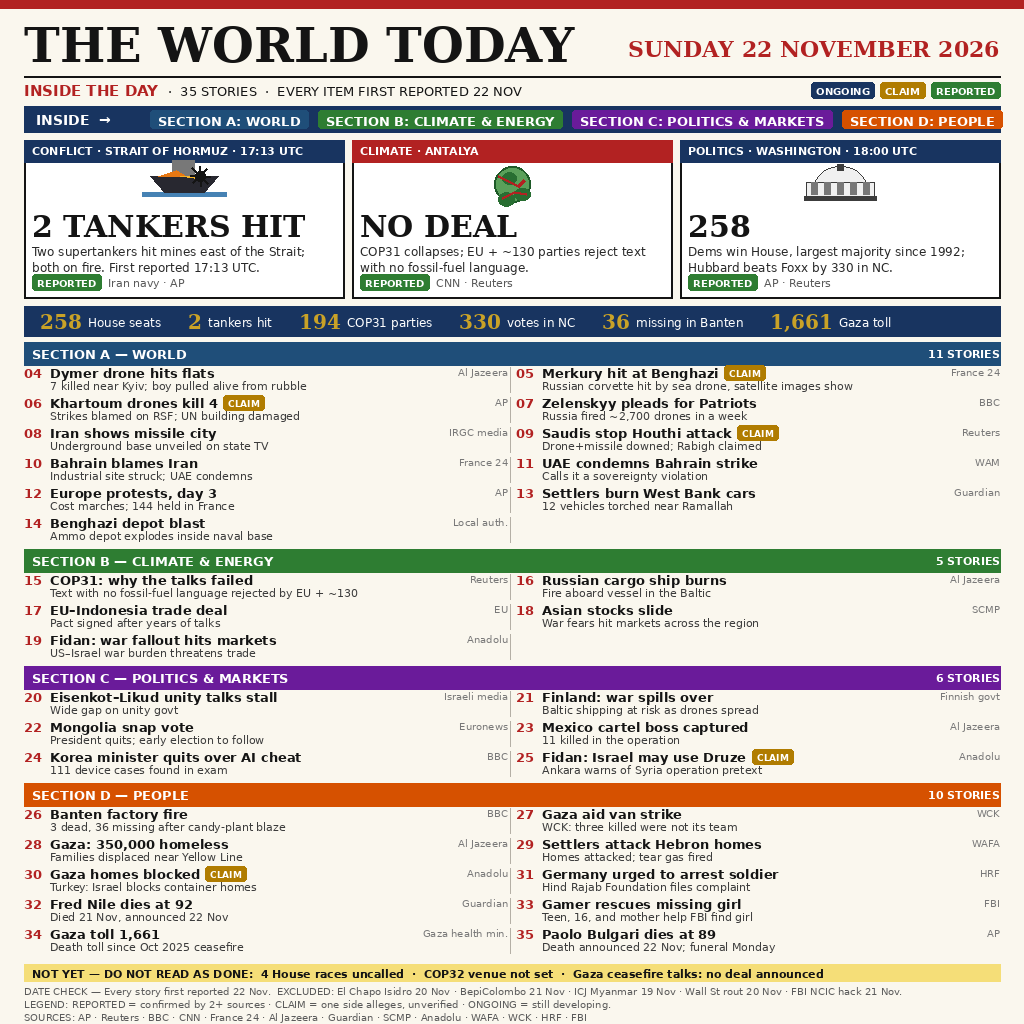 THE WORLD TODAY
SUNDAY 22 NOVEMBER 2026
INSIDE THE DAY · 35 STORIES · EVERY ITEM FIRST REPORTED 22 NOV
ONGOING CLAIM REPORTED
INSIDE → SECTION A: WORLD SECTION B: CLIMATE & ENERGY SECTION C: POLITICS & MARKETS SECTION D: PEOPLE
CONFLICT · STRAIT OF HORMUZ · 17:13 UTC
2 TANKERS HIT
Two supertankers hit mines east of the Strait;
both on fire. First reported 17:13 UTC.
REPORTED Iran navy · AP
CLIMATE · ANTALYA
NO DEAL
COP31 collapses; EU + ~130 parties reject text
with no fossil-fuel language.
REPORTED CNN · Reuters
POLITICS · WASHINGTON · 18:00 UTC
258
Dems win House, largest majority since 1992;
Hubbard beats Foxx by 330 in NC.
REPORTED AP · Reuters
258 House seats 2 tankers hit 194 COP31 parties 330 votes in NC 36 missing in Banten 1,661 Gaza toll
SECTION A — WORLD 11 STORIES
04 Dymer drone hits flats Al Jazeera
7 killed near Kyiv; boy pulled alive from rubble
05 Merkury hit at Benghazi CLAIM France 24
Russian corvette hit by sea drone, satellite images show
06 Khartoum drones kill 4 CLAIM AP
Strikes blamed on RSF; UN building damaged
07 Zelenskyy pleads for Patriots BBC
Russia fired ~2,700 drones in a week
08 Iran shows missile city IRGC media
Underground base unveiled on state TV
09 Saudis stop Houthi attack CLAIM Reuters
Drone+missile downed; Rabigh claimed
10 Bahrain blames Iran France 24
Industrial site struck; UAE condemns
11 UAE condemns Bahrain strike WAM
Calls it a sovereignty violation
12 Europe protests, day 3 AP
Cost marches; 144 held in France
13 Settlers burn West Bank cars Guardian
12 vehicles torched near Ramallah
14 Benghazi depot blast Local auth.
Ammo depot explodes inside naval base
SECTION B — CLIMATE & ENERGY 5 STORIES
15 COP31: why the talks failed Reuters
Text with no fossil-fuel language rejected by EU + ~130
16 Russian cargo ship burns Al Jazeera
Fire aboard vessel in the Baltic
17 EU–Indonesia trade deal EU
Pact signed after years of talks
18 Asian stocks slide SCMP
War fears hit markets across the region
19 Fidan: war fallout hits markets Anadolu
US–Israel war burden threatens trade
SECTION C — POLITICS & MARKETS 6 STORIES
20 Eisenkot–Likud unity talks stall Israeli media
Wide gap on unity govt
21 Finland: war spills over Finnish govt
Baltic shipping at risk as drones spread
22 Mongolia snap vote Euronews
President quits; early election to follow
23 Mexico cartel boss captured Al Jazeera
11 killed in the operation
24 Korea minister quits over AI cheat BBC
111 device cases found in exam
25 Fidan: Israel may use Druze CLAIM Anadolu
Ankara warns of Syria operation pretext
SECTION D — PEOPLE 10 STORIES
26 Banten factory fire BBC
3 dead, 36 missing after candy-plant blaze
27 Gaza aid van strike WCK
WCK: three killed were not its team
28 Gaza: 350,000 homeless Al Jazeera
Families displaced near Yellow Line
29 Settlers attack Hebron homes WAFA
Homes attacked; tear gas fired
30 Gaza homes blocked CLAIM Anadolu
Turkey: Israel blocks container homes
31 Germany urged to arrest soldier HRF
Hind Rajab Foundation files complaint
32 Fred Nile dies at 92 Guardian
Died 21 Nov, announced 22 Nov
33 Gamer rescues missing girl FBI
Teen, 16, and mother help FBI find girl
34 Gaza toll 1,661 Gaza health min.
Death toll since Oct 2025 ceasefire
35 Paolo Bulgari dies at 89 AP
Death announced 22 Nov; funeral Monday
NOT YET — DO NOT READ AS DONE: 4 House races uncalled · COP32 venue not set · Gaza ceasefire talks: no deal announced
DATE CHECK — Every story first reported 22 Nov. EXCLUDED: El Chapo Isidro 20 Nov · BepiColombo 21 Nov · ICJ Myanmar 19 Nov · Wall St rout 20 Nov · FBI NCIC hack 21 Nov.
LEGEND: REPORTED = confirmed by 2+ sources · CLAIM = one side alleges, unverified · ONGOING = still developing.
SOURCES: AP · Reuters · BBC · CNN · France 24 · Al Jazeera · Guardian · SCMP · Anadolu · WAFA · WCK · HRF · FBI